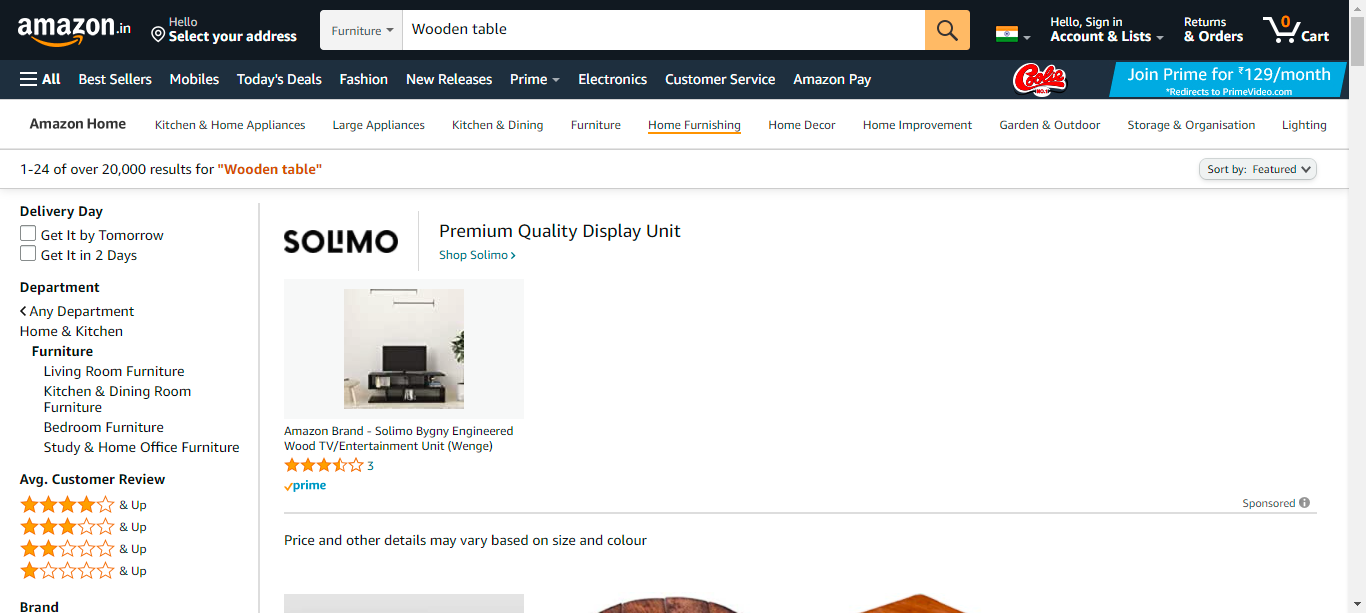 amazon.in
Hello
Select your address
Furniture
Wooden table
Hello, Sign in
Account & Lists
Returns
& Orders
0
Cart
All
Best Sellers
Mobiles
Today's Deals
Fashion
New Releases
Prime
Electronics
Customer Service
Amazon Pay
Coolie
NO.1
Join Prime for ₹129/month
*Redirects to PrimeVideo.com
Amazon Home
Kitchen & Home Appliances
Large Appliances
Kitchen & Dining
Furniture
Home Furnishing
Home Decor
Home Improvement
Garden & Outdoor
Storage & Organisation
Lighting
1-24 of over 20,000 results for "Wooden table"
Sort by: Featured
Delivery Day
Get It by Tomorrow
Get It in 2 Days
Department
Any Department
Home & Kitchen
Furniture
Living Room Furniture
Kitchen & Dining Room
Furniture
Bedroom Furniture
Study & Home Office Furniture
Avg. Customer Review
& Up
& Up
& Up
& Up
Brand
SOLIMO
Premium Quality Display Unit
Shop Solimo
Amazon Brand - Solimo Bygny Engineered
Wood TV/Entertainment Unit (Wenge)
3
prime
Sponsored
Price and other details may vary based on size and colour